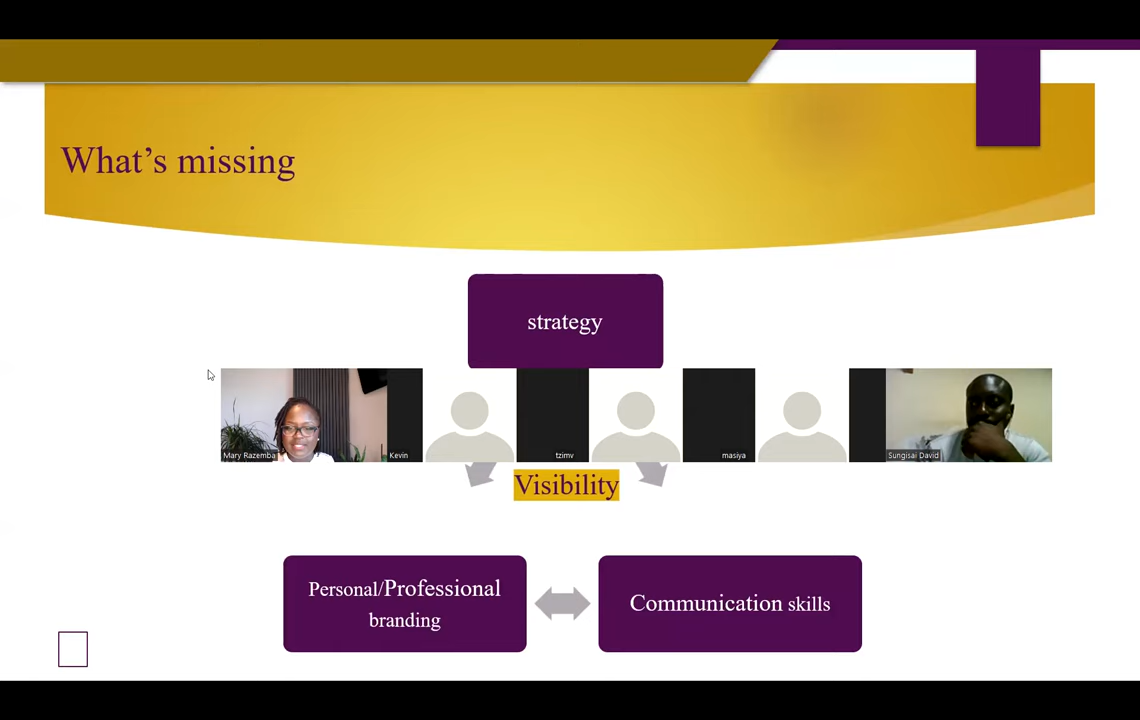 What's missing
strategy
Mary Razemba
Kevin
tzimv
masiya
Sungisai David
Visibility
Personal/Professional
branding
Communication skills